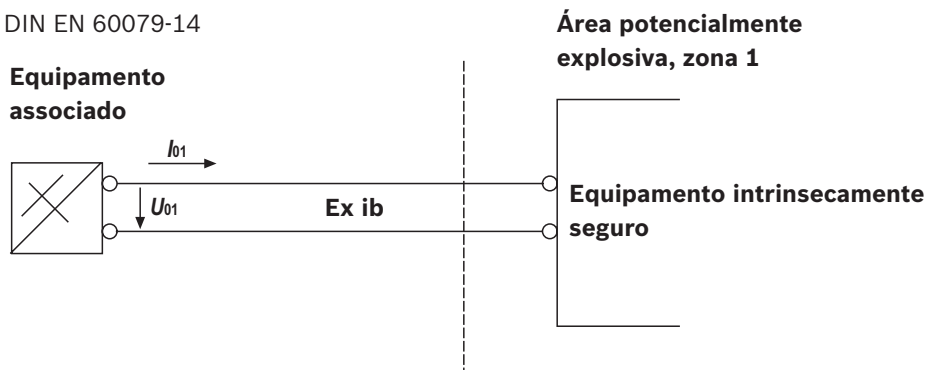 DIN EN 60079-14
Área potencialmente
explosiva, zona 1
Equipamento
associado
I01
U01
Ex ib
Equipamento intrinsecamente
seguro